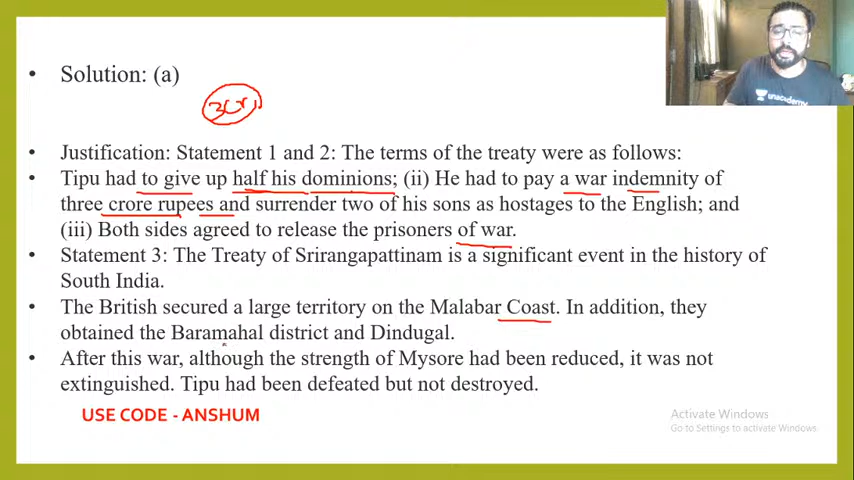 • Solution: (a)
3cr.
unacademy
• Justification: Statement 1 and 2: The terms of the treaty were as follows:
• Tipu had to give up half his dominions; (ii) He had to pay a war indemnity of
three crore rupees and surrender two of his sons as hostages to the English; and
(iii) Both sides agreed to release the prisoners of war.
• Statement 3: The Treaty of Srirangapattinam is a significant event in the history of
South India.
• The British secured a large territory on the Malabar Coast. In addition, they
obtained the Baramahal district and Dindugal.
• After this war, although the strength of Mysore had been reduced, it was not
extinguished. Tipu had been defeated but not destroyed.
USE CODE - ANSHUM
Activate Windows
Go to Settings to activate Windows.